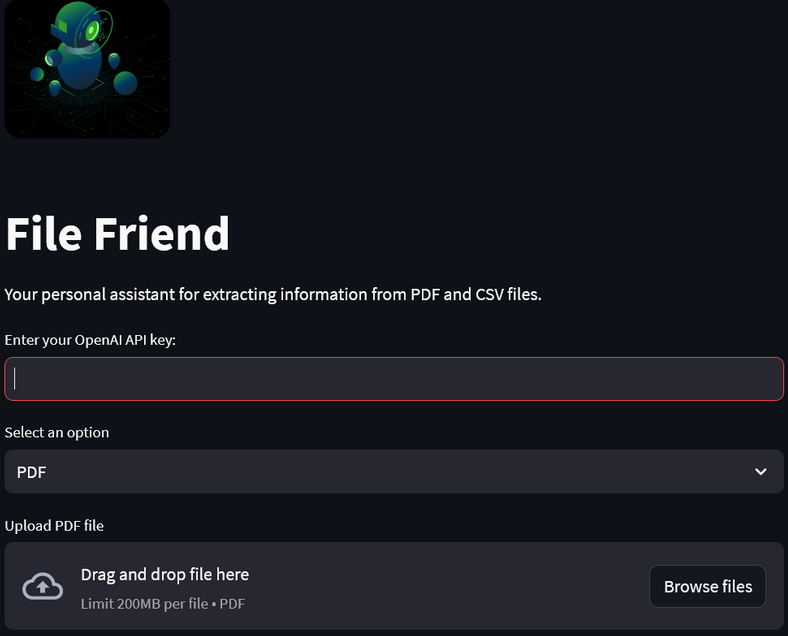 File Friend
Your personal assistant for extracting information from PDF and CSV files.
Enter your OpenAI API key:
Select an option
PDF
Upload PDF file
Drag and drop file here
Limit 200MB per file • PDF
Browse files